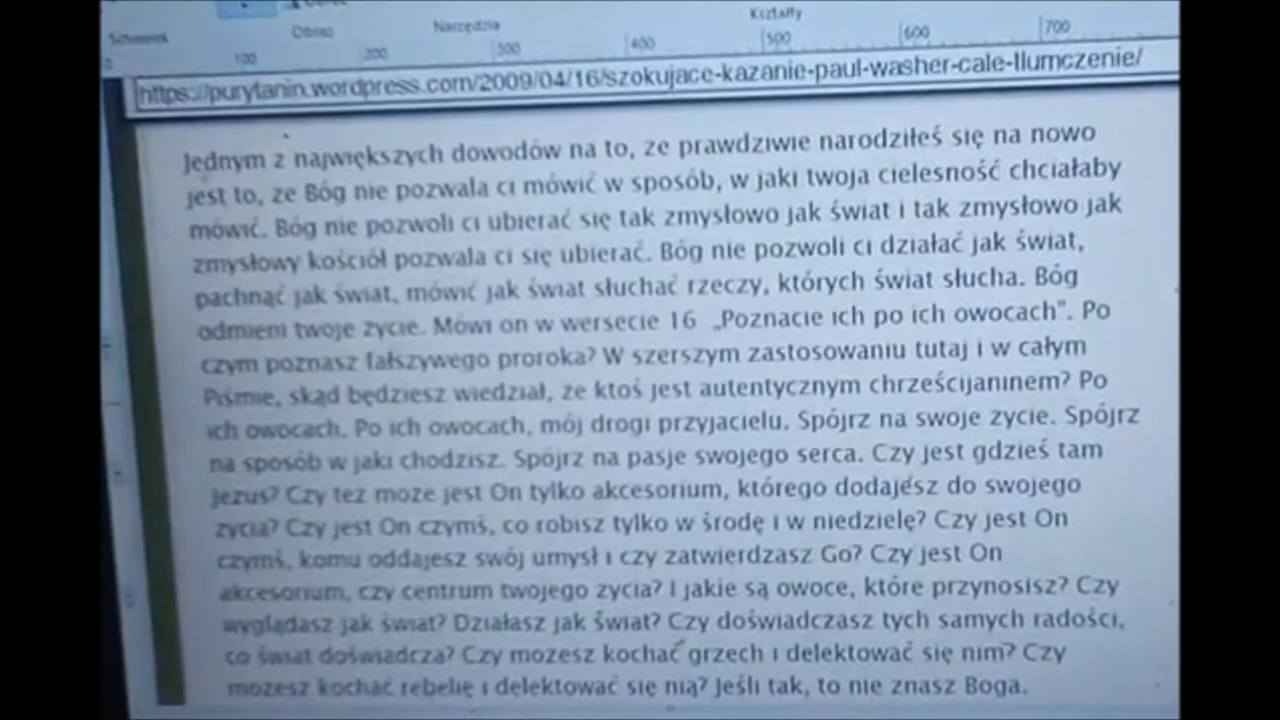 Kształty
Schowek
Obraz
Narzędzia
100 200 300 400 500 600 700
https://purytanin.wordpress.com/2009/04/16/szokujace-kazanie-paul-washer-cale-tlumczenie/
Jednym z największych dowodów na to, ze prawdziwie narodziłeś się na nowo
jest to, ze Bóg nie pozwala ci mówić w sposób, w jaki twoja cielesność chciałaby
mówić. Bóg nie pozwoli ci ubierać się tak zmysłowo jak świat i tak zmysłowo jak
zmysłowy kościół pozwala ci się ubierać. Bóg nie pozwoli ci działać jak świat,
pachnąć jak świat, mówić jak świat słuchać rzeczy, których świat słucha. Bóg
odmieni twoje zycie. Mówi on w wersecie 16 „Poznacie ich po ich owocach". Po
czym poznasz fałszywego proroka? W szerszym zastosowaniu tutaj i w całym
Piśmie, skąd będziesz wiedział, ze ktoś jest autentycznym chrześcijaninem? Po
ich owocach. Po ich owocach, mój drogi przyjacielu. Spójrz na swoje zycie. Spójrz
na sposób w jaki chodzisz. Spójrz na pasje swojego serca. Czy jest gdzieś tam
Jezus? Czy tez moze jest On tylko akcesorium, którego dodajesz do swojego
zycia? Czy jest On czymś, co robisz tylko w środę i w niedzielę? Czy jest On
czymś, komu oddajesz swój umysł i czy zatwierdzasz Go? Czy jest On
akcesorium, czy centrum twojego zycia? I jakie są owoce, które przynosisz? Czy
wyglądasz jak świat? Działasz jak świat? Czy doświadczasz tych samych radości,
co świat doświadcza? Czy mozesz kochać grzech i delektować się nim? Czy
mozesz kochać rebelię i delektować się nią? Jeśli tak, to nie znasz Boga.